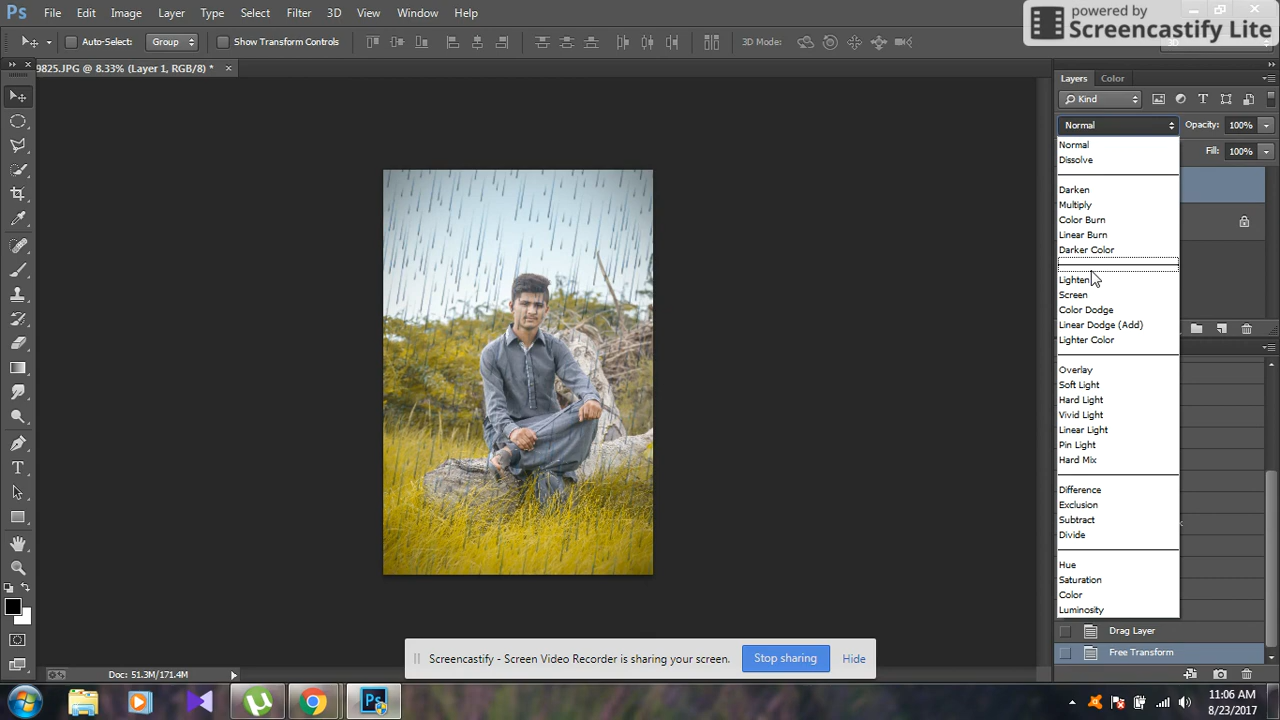 Ps File Edit Image Layer Type Select Filter 3D View Window Help
powered by
Screencastify Lite
Auto-Select: Group Show Transform Cont 3D Mode:
9825.JPG @ 8.33% (Layer 1, RGB/8) * ×
Layers Color
Kind
Normal Opacity: 100%
Normal
Fill: 100%
Dissolve
Darken
Multiply
Color Burn
Linear Burn
Darker Color
Lighten
Screen
Color Dodge
Linear Dodge (Add)
Lighter Color
Overlay
Soft Light
Hard Light
Vivid Light
Linear Light
Pin Light
Hard Mix
Difference
Exclusion
Subtract
Divide
Hue
Saturation
Color
Luminosity
Drag Layer
Free Transform
Screencastify - Screen Video Recorder is sharing your screen. Stop sharing Hide
Doc: 51.3M/171.4M
Ps
11:06 AM
8/23/2017